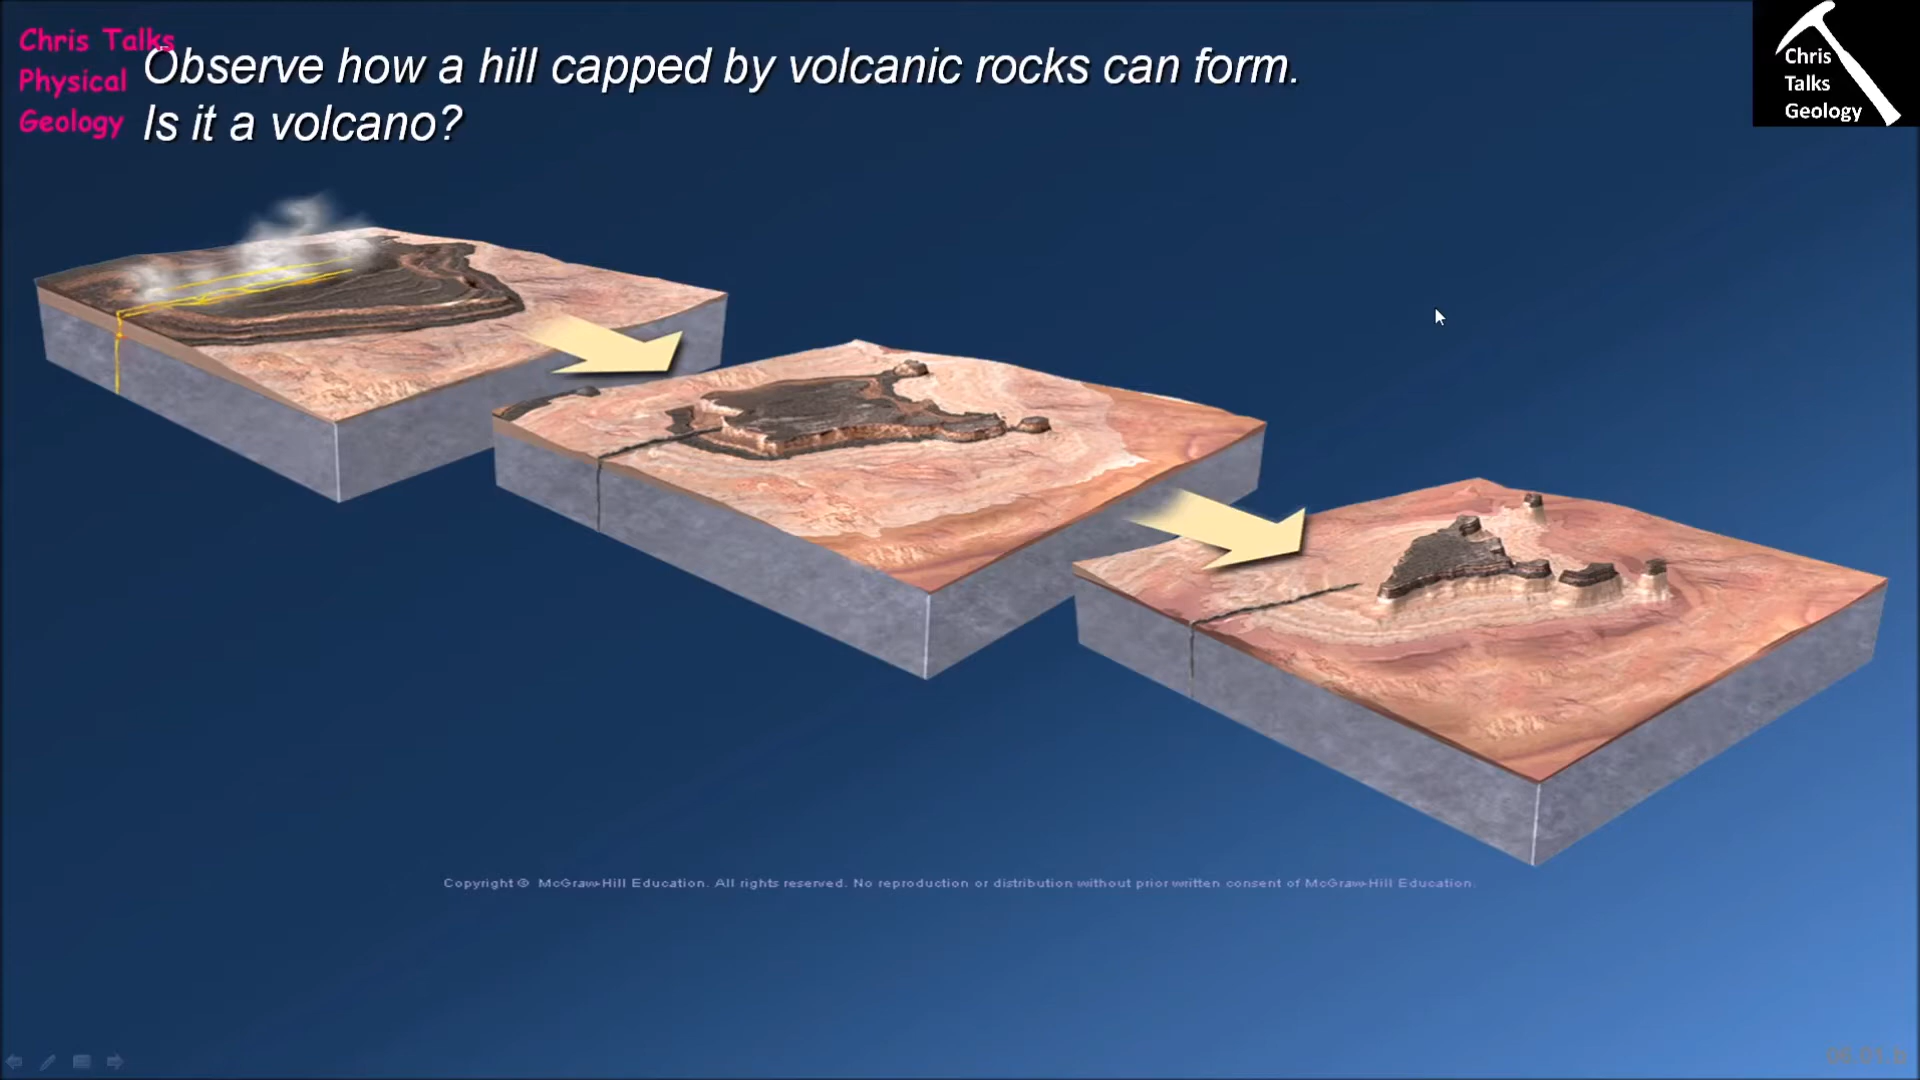 Chris Talks
Physical
Geology
Observe how a hill capped by volcanic rocks can form.
Is it a volcano?
Chris
Talks
Geology
Copyright © McGraw-Hill Education. All rights reserved. No reproduction or distribution without prior written consent of McGraw-Hill Education.